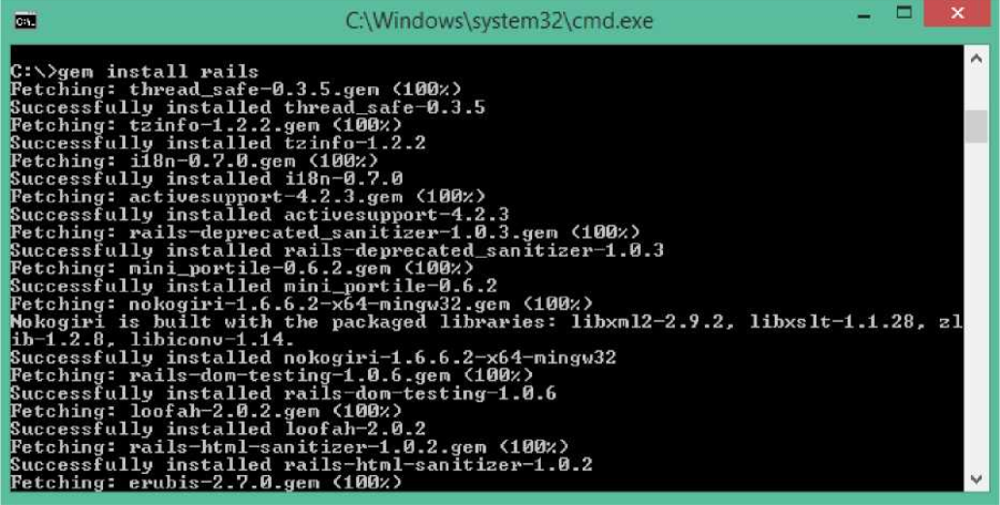 C:\Windows\system32\cmd.exe
C:\>gem install rails
Fetching: thread_safe-0.3.5.gem (100%)
Successfully installed thread_safe-0.3.5
Fetching: tzinfo-1.2.2.gem (100%)
Successfully installed tzinfo-1.2.2
Fetching: i18n-0.7.0.gem (100%)
Successfully installed i18n-0.7.0
Fetching: activesupport-4.2.3.gem (100%)
Successfully installed activesupport-4.2.3
Fetching: rails-deprecated_sanitizer-1.0.3.gem (100%)
Successfully installed rails-deprecated_sanitizer-1.0.3
Fetching: mini_portile-0.6.2.gem (100%)
Successfully installed mini_portile-0.6.2
Fetching: nokogiri-1.6.6.2-x64-mingw32.gem (100%)
Nokogiri is built with the packaged libraries: libxml2-2.9.2, libxslt-1.1.28, zl
ib-1.2.8, libiconv-1.14.
Successfully installed nokogiri-1.6.6.2-x64-mingw32
Fetching: rails-dom-testing-1.0.6.gem (100%)
Successfully installed rails-dom-testing-1.0.6
Fetching: loofah-2.0.2.gem (100%)
Successfully installed loofah-2.0.2
Fetching: rails-html-sanitizer-1.0.2.gem (100%)
Successfully installed rails-html-sanitizer-1.0.2
Fetching: erubis-2.7.0.gem (100%)